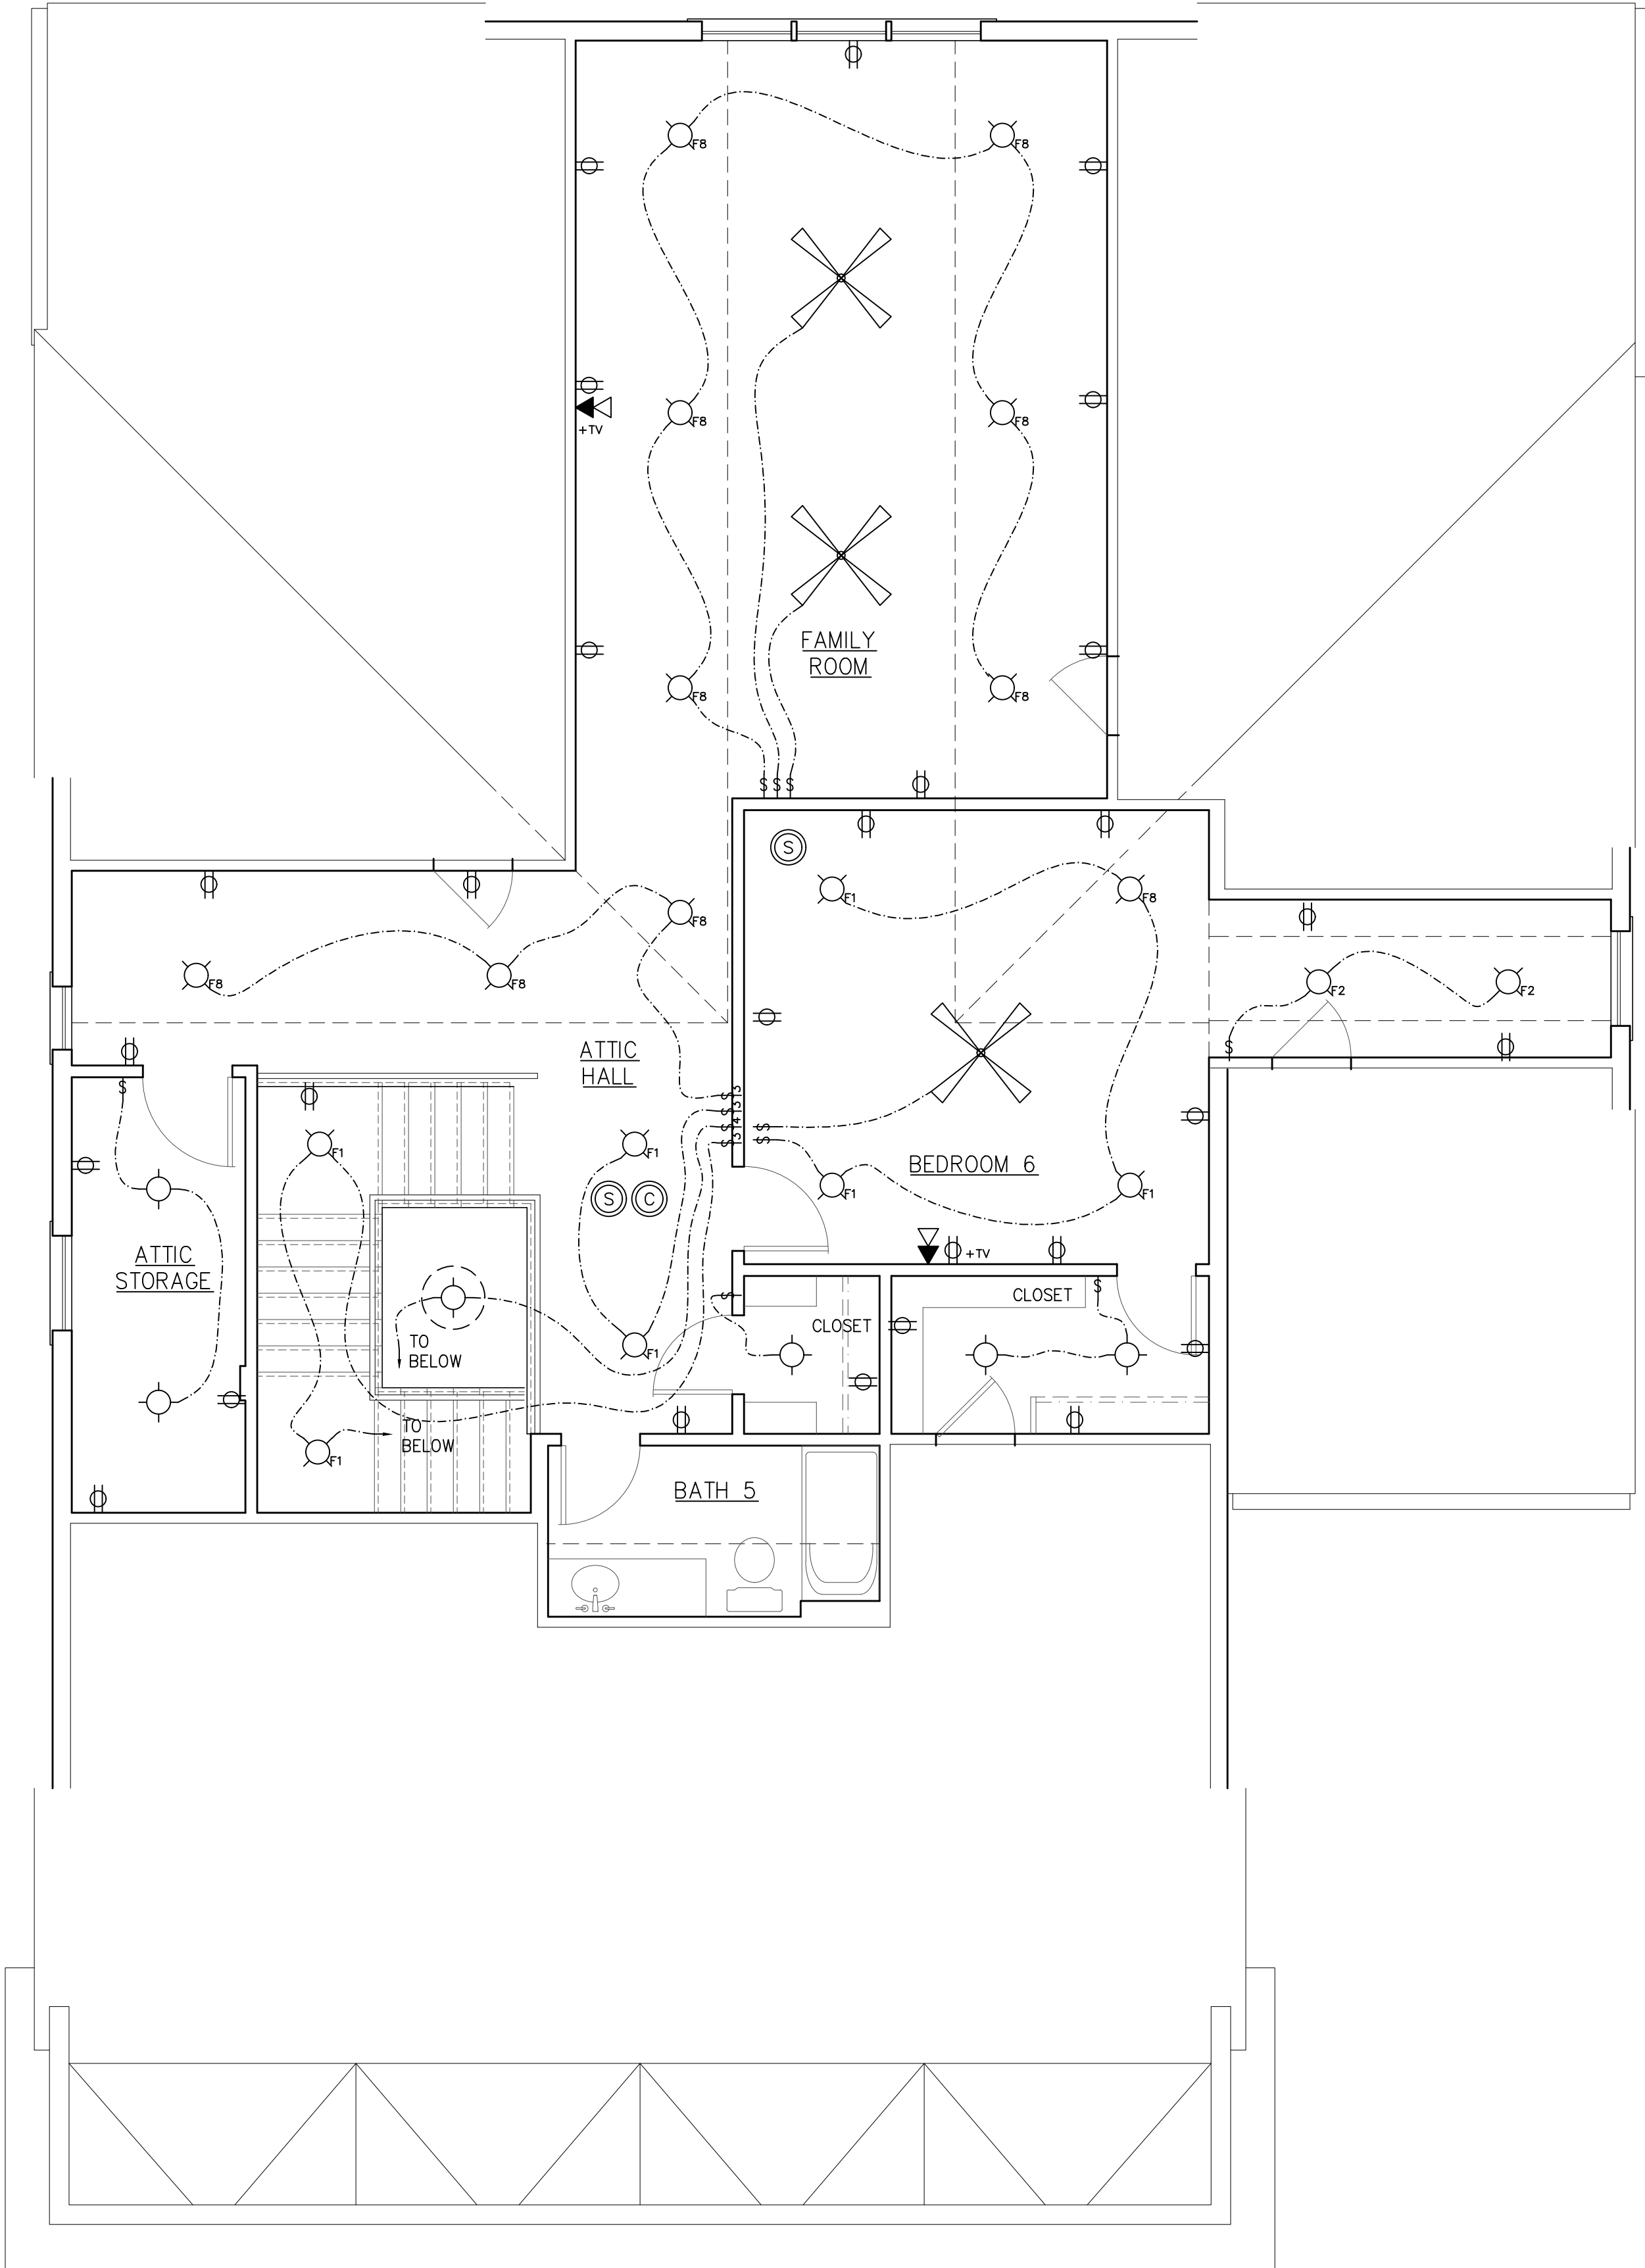 F8
F8
F8
F8
+TV
FAMILY
ROOM
F8
F8
S S S
S
F1
F8
F8
F8
F8
F2
F2
S
ATTIC
HALL
S
S 3
S 3
S 4
S 3
S
S
F1
F1
BEDROOM 6
F1
F1
S
C
ATTIC
STORAGE
+TV
S
S
CLOSET
CLOSET
TO
BELOW
F1
TO
BELOW
F1
BATH 5